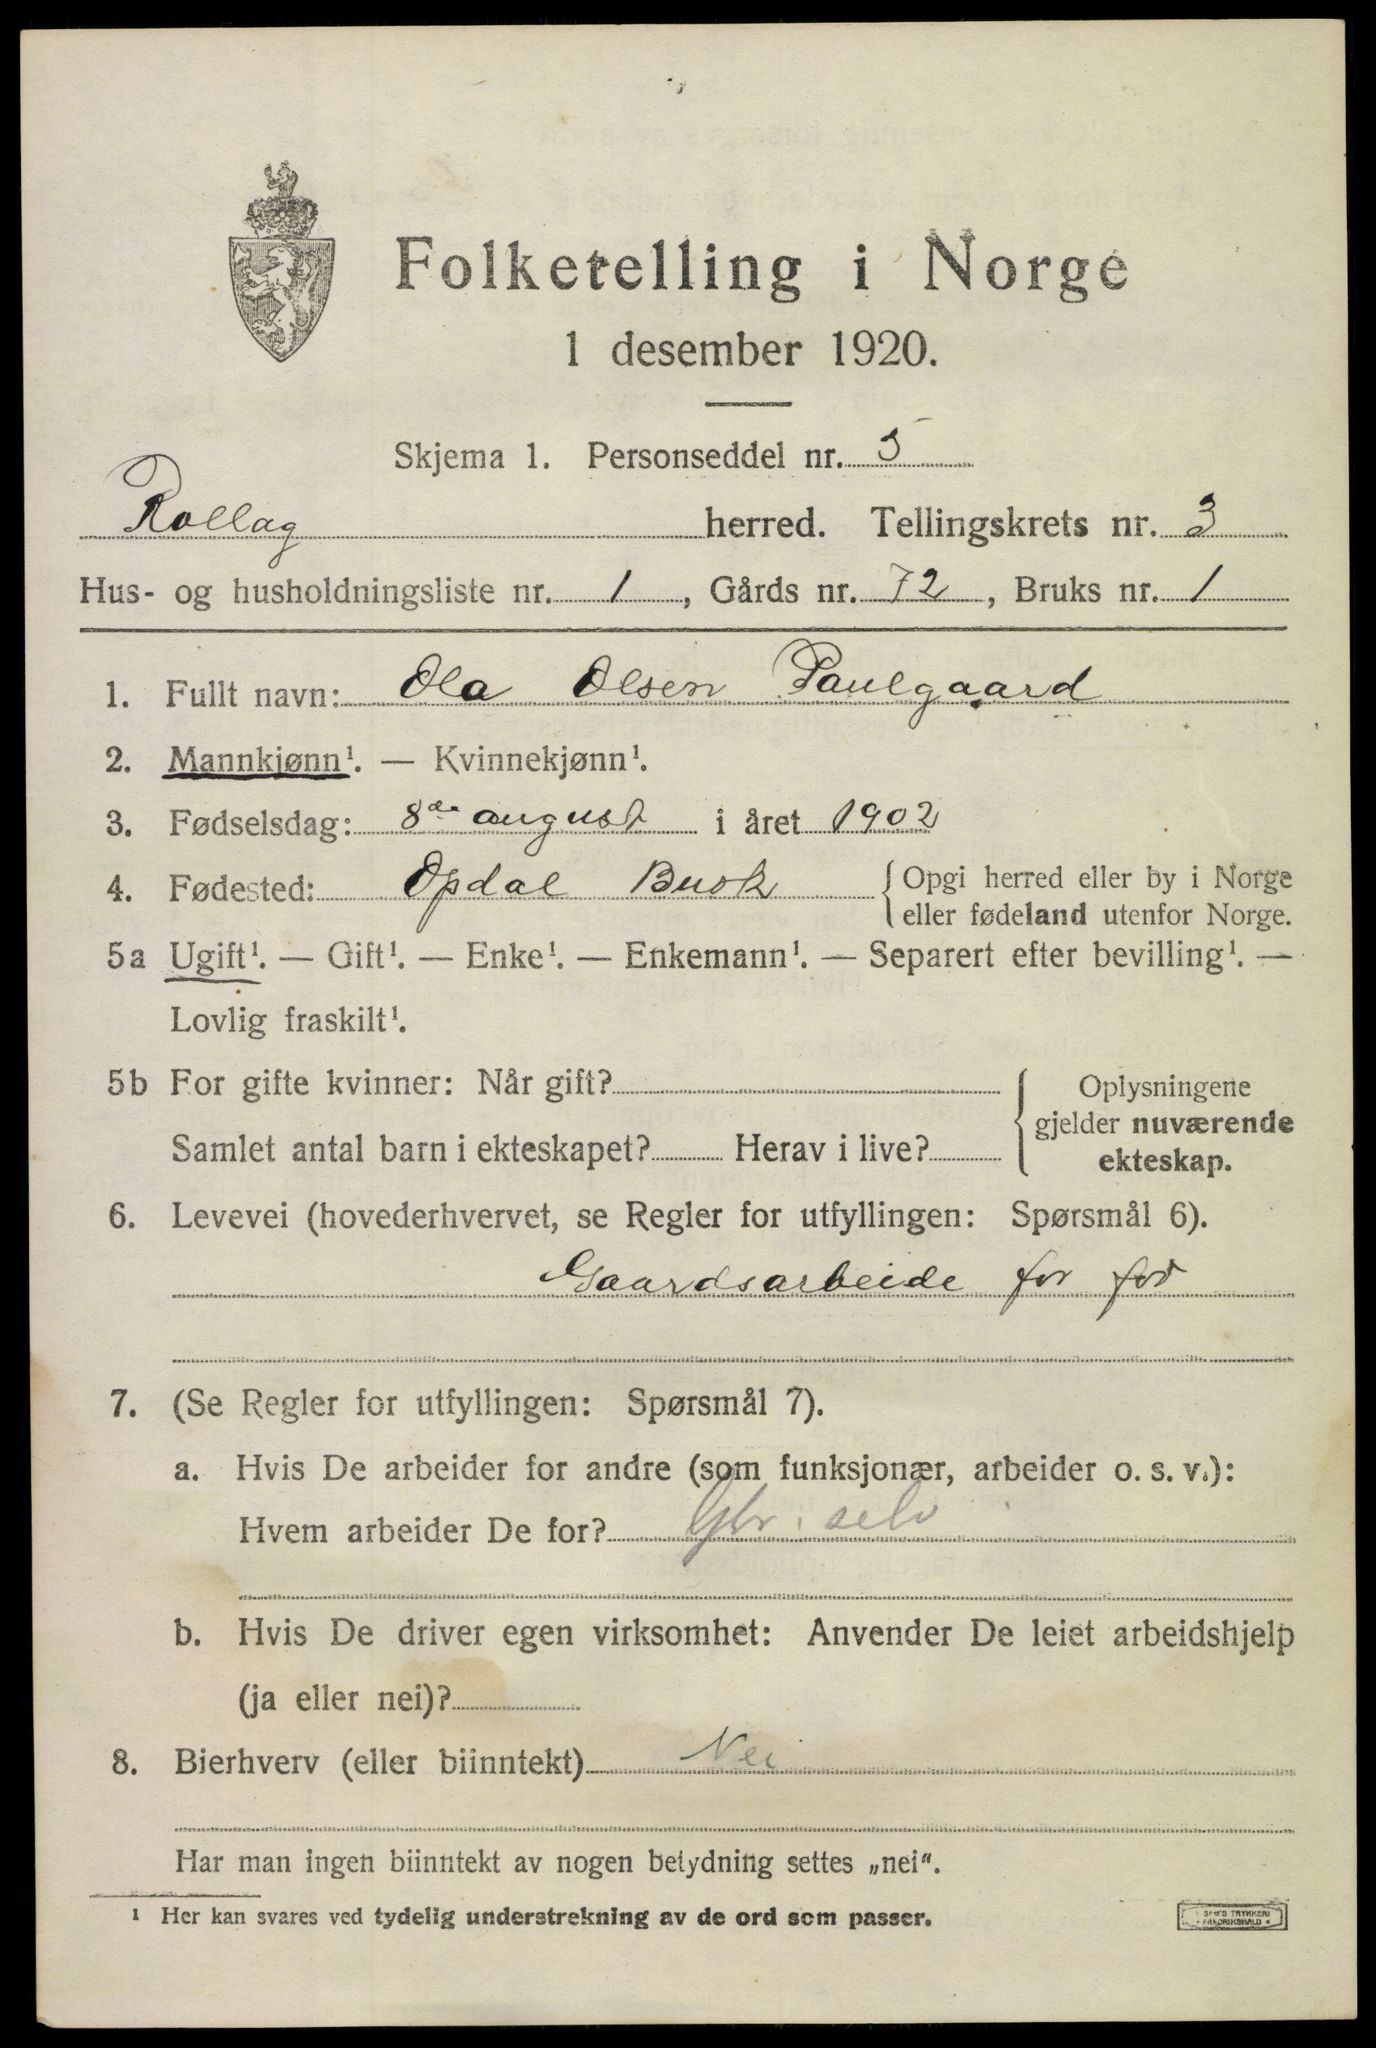 Folketelling i Norge
1 desember 1920.
Skjema 1. Personseddel nr. 5
Rollag herred. Tellingskrets nr. 3
Hus- og husholdningsliste nr. 1, Gårds nr. 72, Bruks nr. 1
1. Fullt navn: Ola Olsen Paulgaard
2. Mannkjønn¹. — Kvinnekjønn¹.
3. Fødselsdag: 8de august i året 1902
4. Fødested: Opdal Busk { Opgi herred eller by i Norge
eller fødeland utenfor Norge.
5a Ugift¹. — Gift¹. — Enke¹. — Enkemann¹. — Separert efter bevilling¹. —
Lovlig fraskilt¹.
5b For gifte kvinner: Når gift? { Oplysningene
gjelder nuværende
Samlet antal barn i ekteskapet? Herav i live? ekteskap.
6. Levevei (hovederhvervet, se Regler for utfyllingen: Spørsmål 6).
Gaardsarbeide for far
7. (Se Regler for utfyllingen: Spørsmål 7).
a. Hvis De arbeider for andre (som funksjonær, arbeider o. s. v.):
Hvem arbeider De for? Gbr. selv
b. Hvis De driver egen virksomhet: Anvender De leiet arbeidshjelp
(ja eller nei)?
8. Bierhverv (eller biinntekt) Nei
Har man ingen biinntekt av nogen betydning settes „nei“.
¹ Her kan svares ved tydelig understrekning av de ord som passer.
TRYKKERI
FREDRIKSHALD